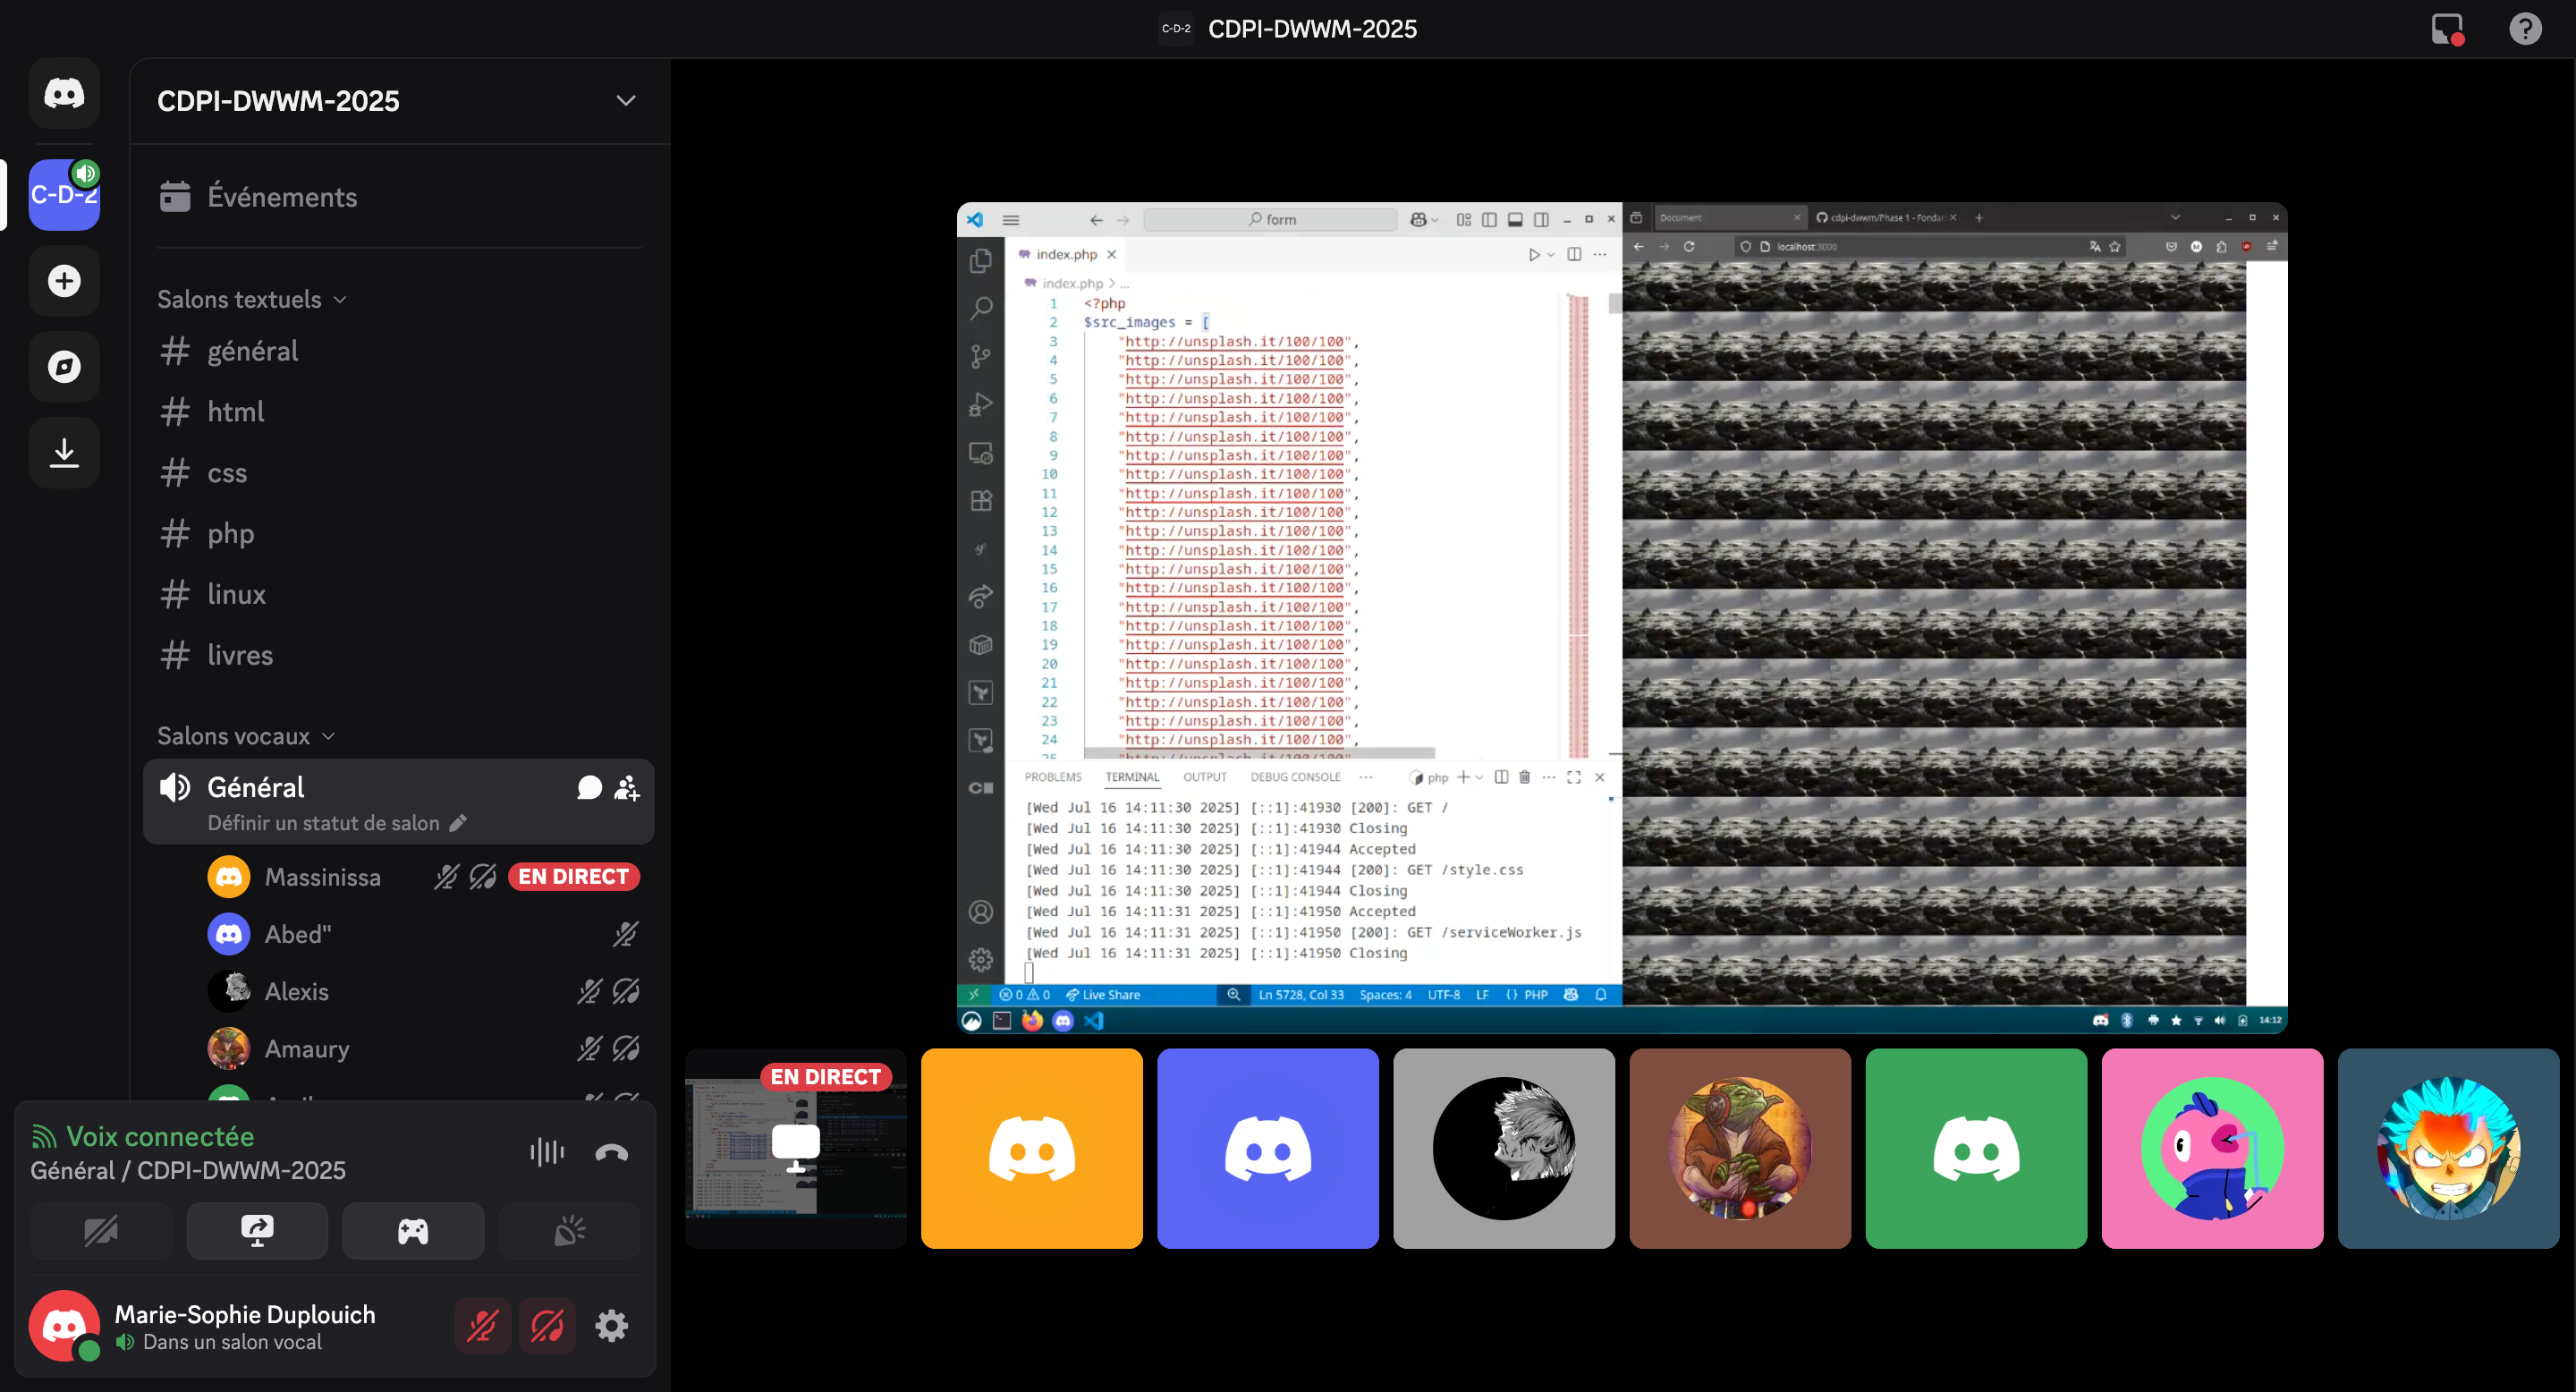 C-D-2 CDPI-DWWM-2025
CDPI-DWWM-2025
C-D-2
Événements
Salons textuels
# général
# html
# css
# php
# linux
# livres
Salons vocaux
Général
Définir un statut de salon
Massinissa EN DIRECT
Abed"
Alexis
Amaury
Voix connectée
Général / CDPI-DWWM-2025
Marie-Sophie Duplouich
Dans un salon vocal
form
index.php
index.php > ...
1 <?php
2 $src_images = [
3 "http://unsplash.it/100/100",
4 "http://unsplash.it/100/100",
5 "http://unsplash.it/100/100",
6 "http://unsplash.it/100/100",
7 "http://unsplash.it/100/100",
8 "http://unsplash.it/100/100",
9 "http://unsplash.it/100/100",
10 "http://unsplash.it/100/100",
11 "http://unsplash.it/100/100",
12 "http://unsplash.it/100/100",
13 "http://unsplash.it/100/100",
14 "http://unsplash.it/100/100",
15 "http://unsplash.it/100/100",
16 "http://unsplash.it/100/100",
17 "http://unsplash.it/100/100",
18 "http://unsplash.it/100/100",
19 "http://unsplash.it/100/100",
20 "http://unsplash.it/100/100",
21 "http://unsplash.it/100/100",
22 "http://unsplash.it/100/100",
23 "http://unsplash.it/100/100",
24 "http://unsplash.it/100/100",
PROBLEMS TERMINAL OUTPUT DEBUG CONSOLE ... php
[Wed Jul 16 14:11:30 2025] [::1]:41930 [200]: GET /
[Wed Jul 16 14:11:30 2025] [::1]:41930 Closing
[Wed Jul 16 14:11:30 2025] [::1]:41944 Accepted
[Wed Jul 16 14:11:30 2025] [::1]:41944 [200]: GET /style.css
[Wed Jul 16 14:11:30 2025] [::1]:41944 Closing
[Wed Jul 16 14:11:31 2025] [::1]:41950 Accepted
[Wed Jul 16 14:11:31 2025] [::1]:41950 [200]: GET /serviceWorker.js
[Wed Jul 16 14:11:31 2025] [::1]:41950 Closing
0 0 Live Share Ln 5728, Col 33 Spaces: 4 UTF-8 LF {} PHP
Document cdpi-dwwm/Phase 1 - Fondar
localhost:3000
14:12
EN DIRECT